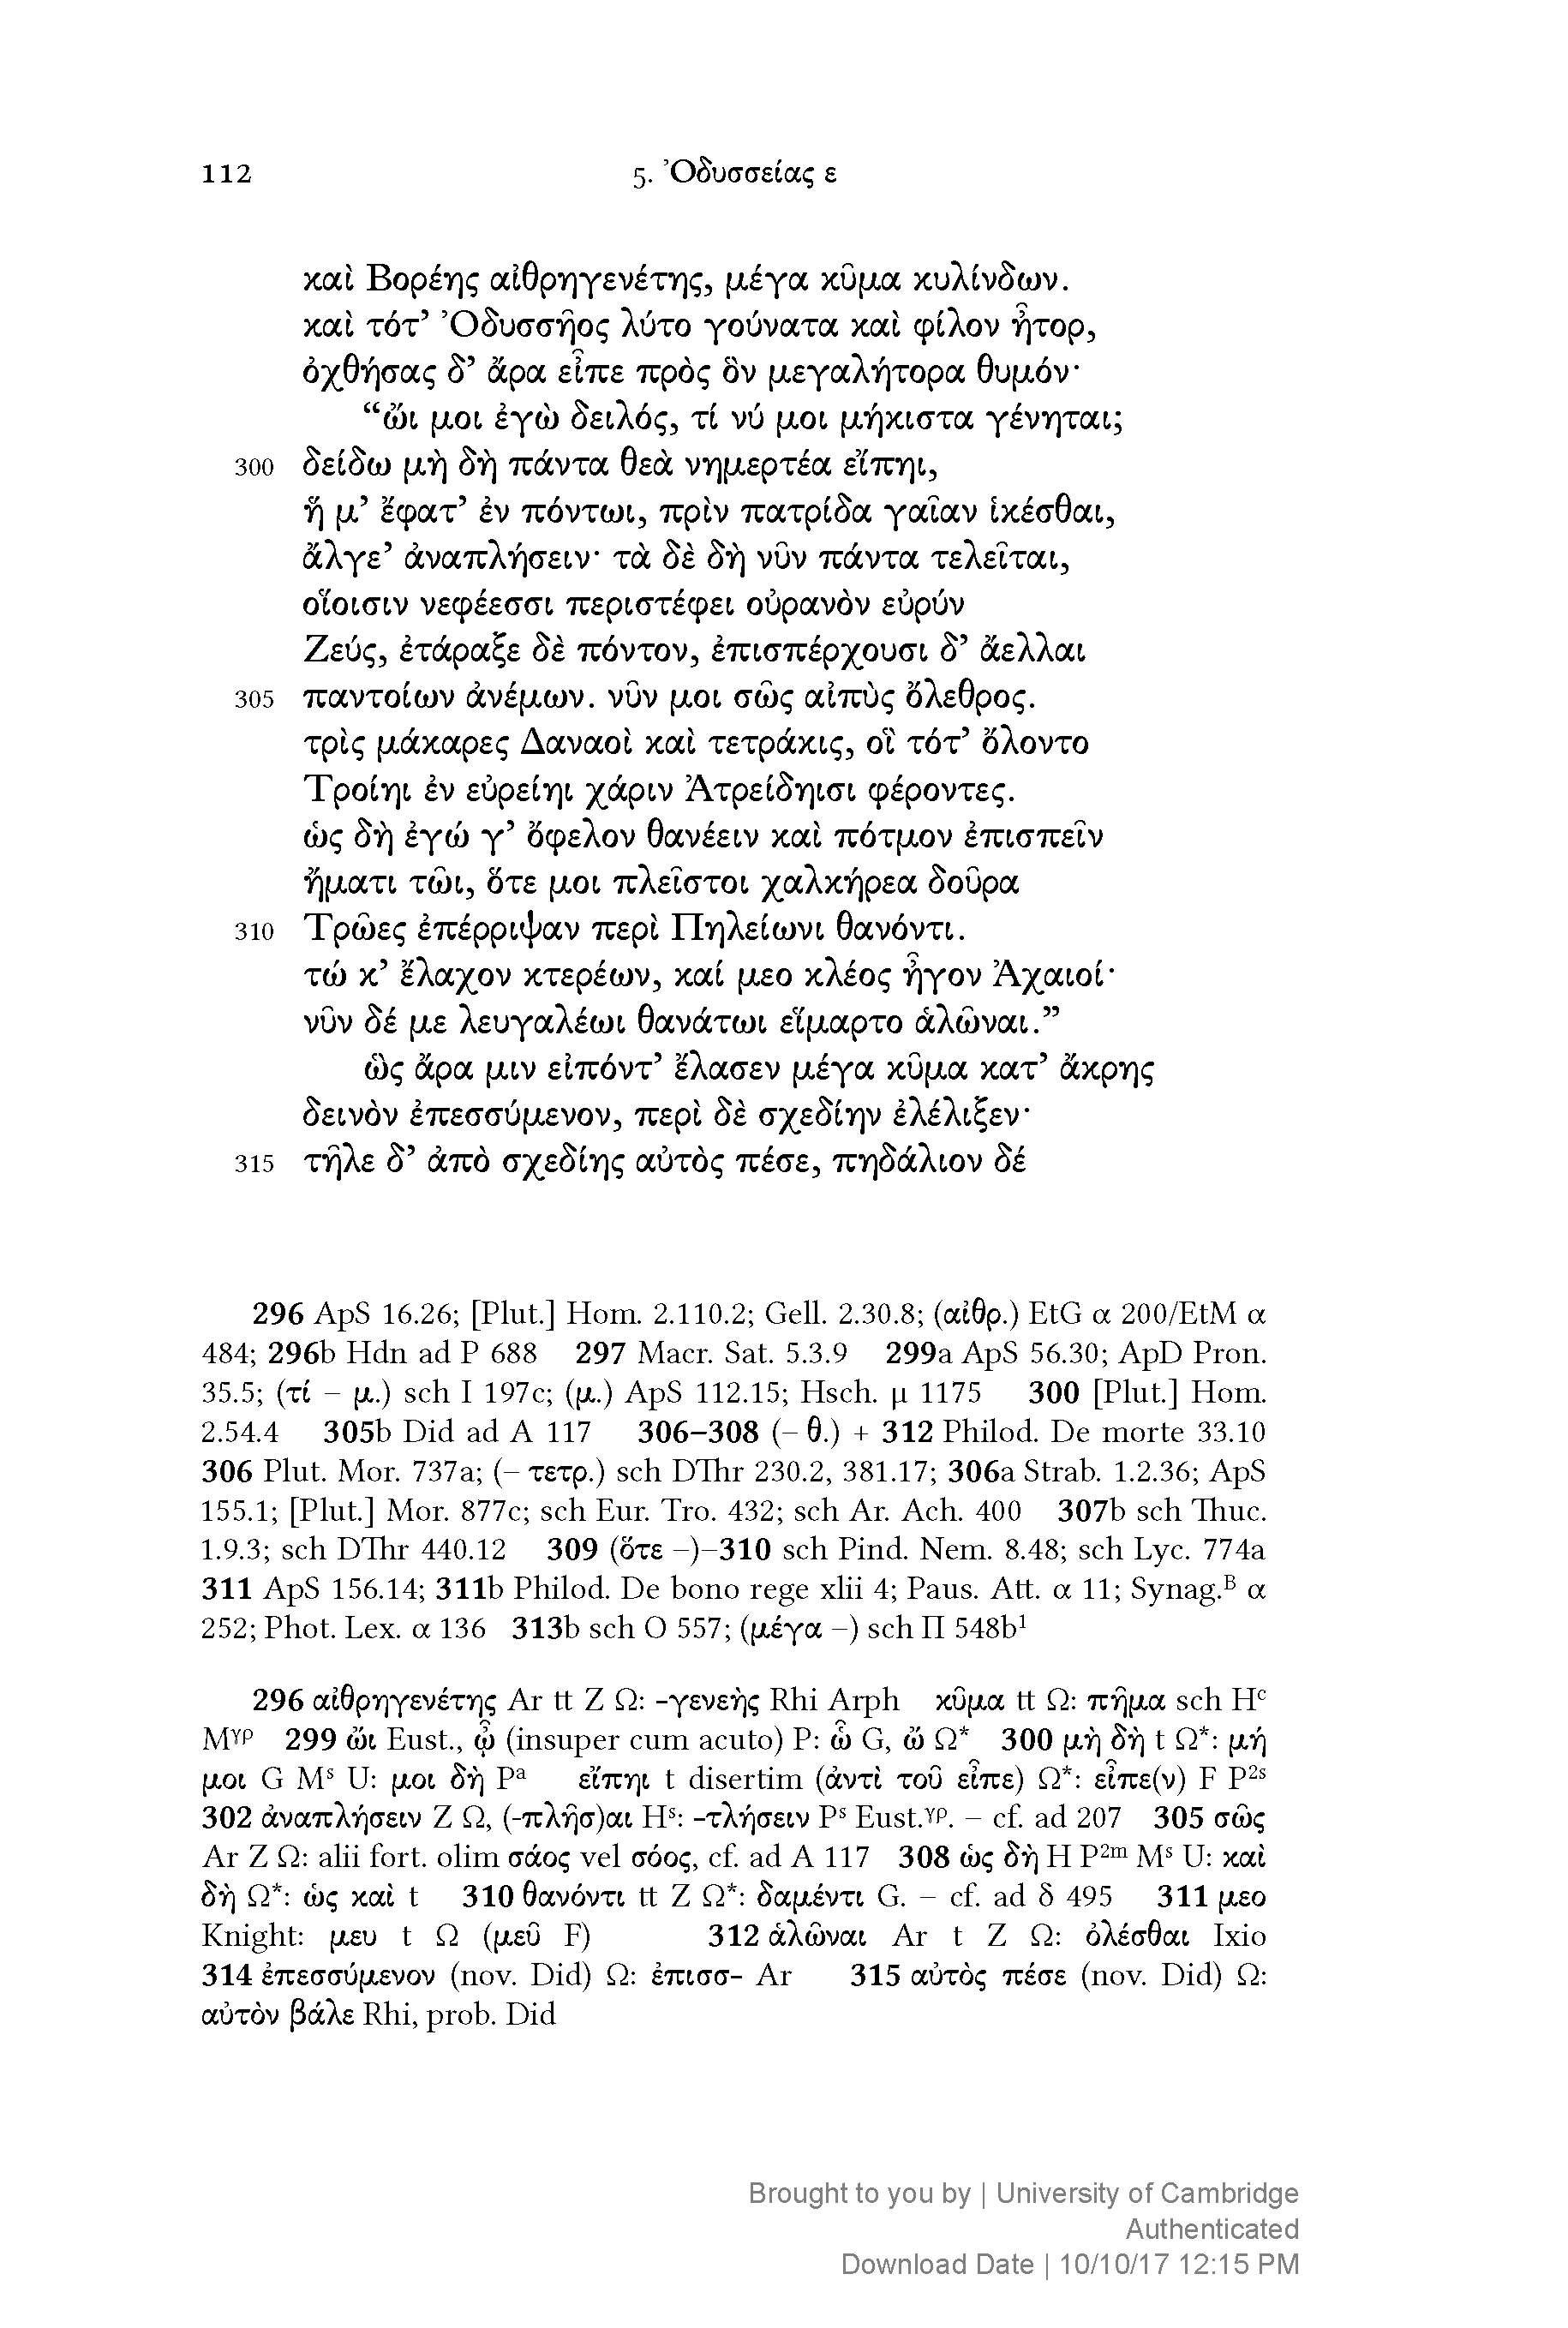 112 5. Ὀδυσσείας ε
καὶ Βορέης αἰθρηγενέτης, μέγα κῦμα κυλίνδων.
καὶ τότ’ Ὀδυσσῆος λύτο γούνατα καὶ φίλον ἦτορ,
ὀχθήσας δ’ ἄρα εἶπε πρὸς ὃν μεγαλήτορα θυμόν·
“ὤι μοι ἐγὼ δειλός, τί νύ μοι μήκιστα γένηται;
300 δείδω μὴ δὴ πάντα θεὰ νημερτέα εἴπηι,
ἥ μ’ ἔφατ’ ἐν πόντωι, πρὶν πατρίδα γαῖαν ἱκέσθαι,
ἄλγε’ ἀναπλήσειν· τὰ δὲ δὴ νῦν πάντα τελεῖται,
οἵοισιν νεφέεσσι περιστέφει οὐρανὸν εὐρύν
Ζεύς, ἐτάραξε δὲ πόντον, ἐπισπέρχουσι δ’ ἄελλαι
305 παντοίων ἀνέμων. νῦν μοι σῶς αἰπὺς ὄλεθρος.
τρὶς μάκαρες Δαναοὶ καὶ τετράκις, οἳ τότ’ ὄλοντο
Τροίηι ἐν εὐρείηι χάριν Ἀτρείδηισι φέροντες.
ὡς δὴ ἐγώ γ’ ὄφελον θανέειν καὶ πότμον ἐπισπεῖν
ἤματι τῶι, ὅτε μοι πλεῖστοι χαλκήρεα δοῦρα
310 Τρῶες ἐπέρριψαν περὶ Πηλείωνι θανόντι.
τώ κ’ ἔλαχον κτερέων, καί μεο κλέος ἦγον Ἀχαιοί·
νῦν δέ με λευγαλέωι θανάτωι εἵμαρτο ἁλῶναι.”
ὣς ἄρα μιν εἰπόντ’ ἔλασεν μέγα κῦμα κατ’ ἄκρης
δεινὸν ἐπεσσύμενον, περὶ δὲ σχεδίην ἐλέλιξεν·
315 τῆλε δ’ ἀπὸ σχεδίης αὐτὸς πέσε, πηδάλιον δέ
296 ApS 16.26; [Plut.] Hom. 2.110.2; Gell. 2.30.8; (αἰθρ.) EtG α 200/EtM α
484; 296b Hdn ad P 688 297 Macr. Sat. 5.3.9 299a ApS 56.30; ApD Pron.
35.5; (τί – μ.) sch I 197c; (μ.) ApS 112.15; Hsch. μ 1175 300 [Plut.] Hom.
2.54.4 305b Did ad A 117 306–308 (– θ.) + 312 Philod. De morte 33.10
306 Plut. Mor. 737a; (– τετρ.) sch DThr 230.2, 381.17; 306a Strab. 1.2.36; ApS
155.1; [Plut.] Mor. 877c; sch Eur. Tro. 432; sch Ar. Ach. 400 307b sch Thuc.
1.9.3; sch DThr 440.12 309 (ὅτε –)–310 sch Pind. Nem. 8.48; sch Lyc. 774a
311 ApS 156.14; 311b Philod. De bono rege xlii 4; Paus. Att. α 11; Synag.ᴮ α
252; Phot. Lex. α 136 313b sch O 557; (μέγα –) sch Π 548b¹
296 αἰθρηγενέτης Ar tt Z Ω: -γενεὴς Rhi Arph κῦμα tt Ω: πῆμα sch Hᶜ
Mᵞᵖ 299 ὤι Eust., ᾦ (insuper cum acuto) P: ὦ G, ὤ Ω* 300 μὴ δὴ t Ω*: μή
μοι G Mˢ U: μοι δὴ Pᵃ εἴπηι t disertim (ἀντὶ τοῦ εἶπε) Ω*: εἶπε(ν) F P²ˢ
302 ἀναπλήσειν Z Ω, (-πλῆσ)αι Hˢ: -τλήσειν Pˢ Eust.ᵞᵖ. – cf. ad 207 305 σῶς
Ar Z Ω: alii fort. olim σάος vel σόος, cf. ad A 117 308 ὡς δὴ H P²ᵐ Mˢ U: καὶ
δὴ Ω*: ὡς καὶ t 310 θανόντι tt Z Ω*: δαμέντι G. – cf. ad δ 495 311 μεο
Knight: μευ t Ω (μεῦ F) 312 ἁλῶναι Ar t Z Ω: ὀλέσθαι Ixio
314 ἐπεσσύμενον (nov. Did) Ω: ἐπισσ- Ar 315 αὐτὸς πέσε (nov. Did) Ω:
αὐτὸν βάλε Rhi, prob. Did
Brought to you by | University of Cambridge
Authenticated
Download Date | 10/10/17 12:15 PM